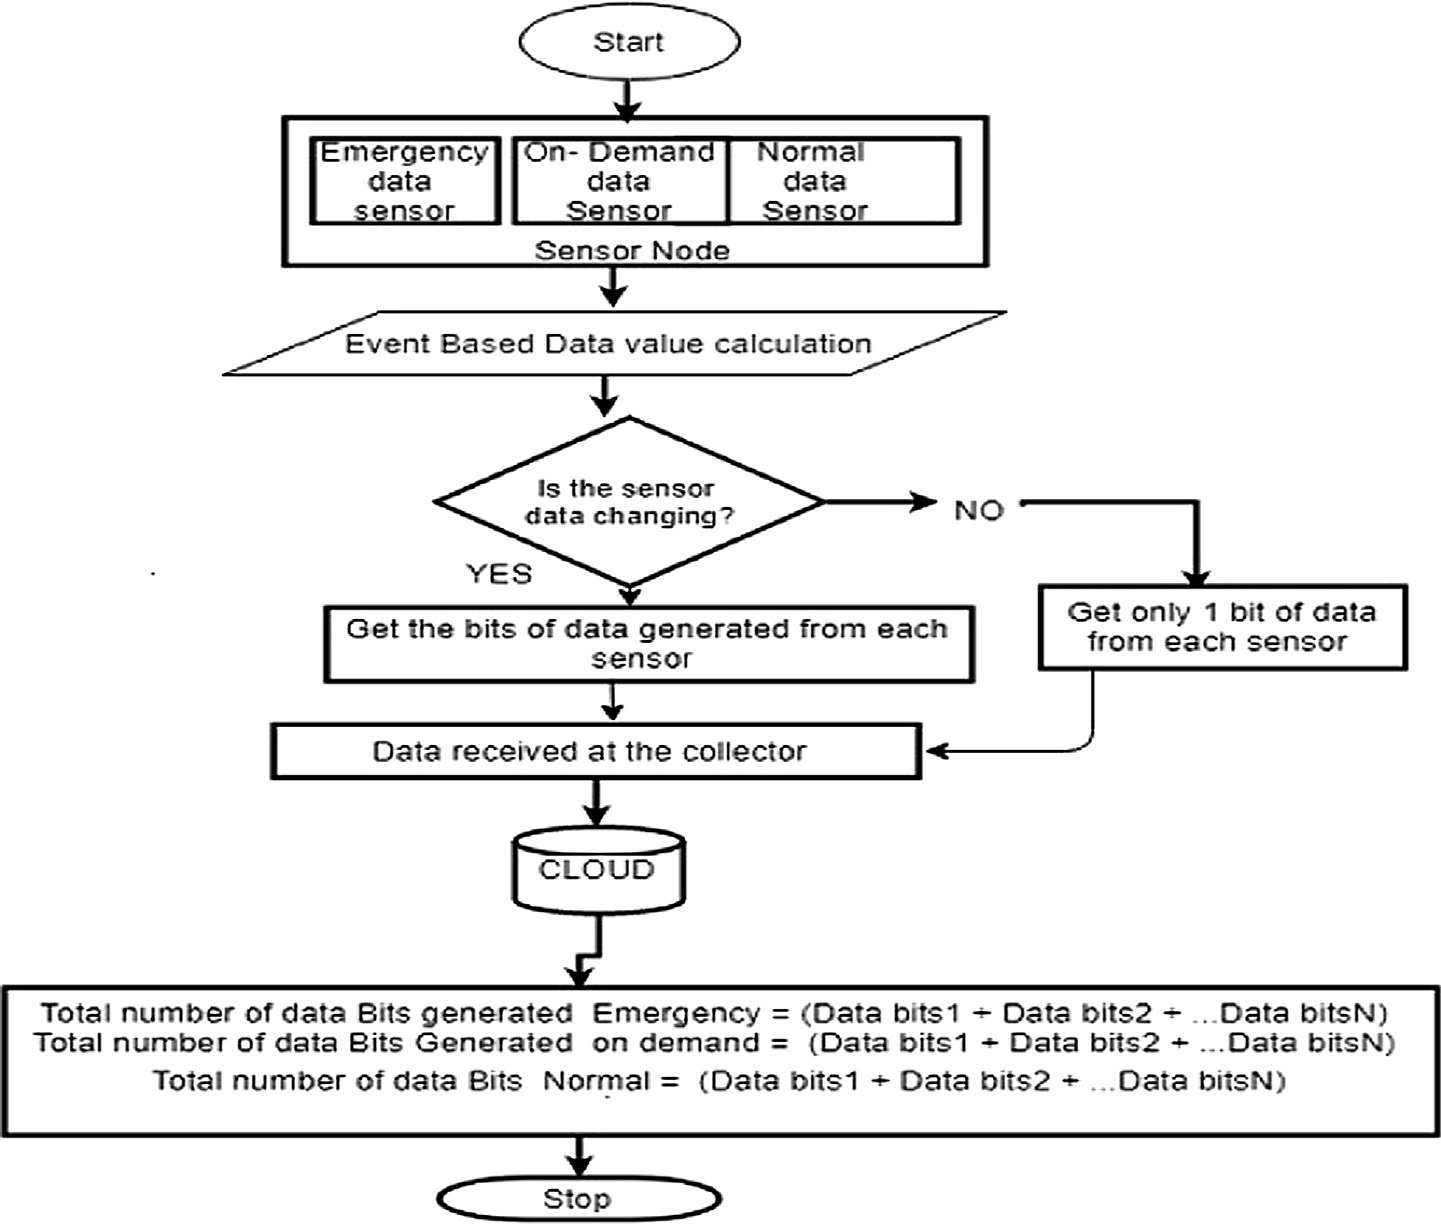 Start
Emergency
data
sensor
On- Demand
data
Sensor
Normal
data
Sensor
Sensor Node
Event Based Data value calculation
Is the sensor
data changing?
NO
YES
Get the bits of data generated from each
sensor
Get only 1 bit of data
from each sensor
Data received at the collector
CLOUD
Total number of data Bits generated Emergency = (Data bits1 + Data bits2 + ...Data bitsN)
Total number of data Bits Generated on demand = (Data bits1 + Data bits2 + ...Data bitsN)
Total number of data Bits Normal = (Data bits1 + Data bits2 + ...Data bitsN)
Stop